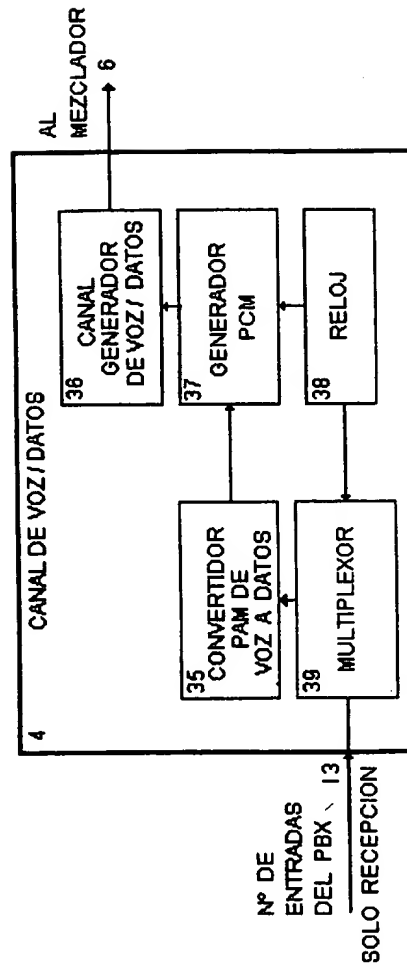 CANAL DE VOZ/DATOS
4
Nº DE
ENTRADAS
DEL PBX
13
SOLO RECEPCION
35
CONVERTIDOR
PAM DE
VOZ A DATOS
39
MULTIPLEXOR
36
CANAL
GENERADOR
DE VOZ/DATOS
37
GENERADOR
PCM
38
RELOJ
AL
MEZCLADOR
6